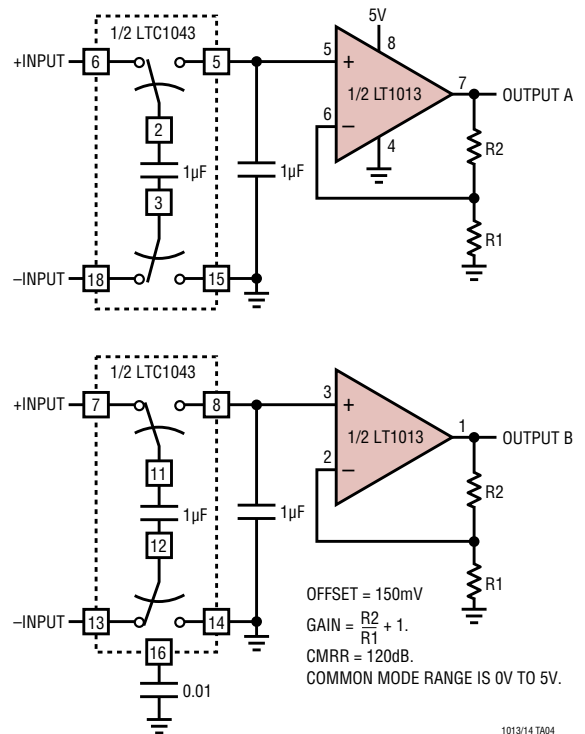 1/2 LTC1043
5V
+INPUT 6 5 5 + 8
1/2 LT1013 7 OUTPUT A
2 6 –
1µF 1µF 4 R2
3
R1
–INPUT 18 15
1/2 LTC1043
+INPUT 7 8 3 +
1/2 LT1013 1 OUTPUT B
11 2 –
1µF 1µF R2
12
R1
OFFSET = 150mV
–INPUT 13 14
GAIN = R2/R1 + 1.
16
CMRR = 120dB.
0.01
COMMON MODE RANGE IS 0V TO 5V.
1013/14 TA04